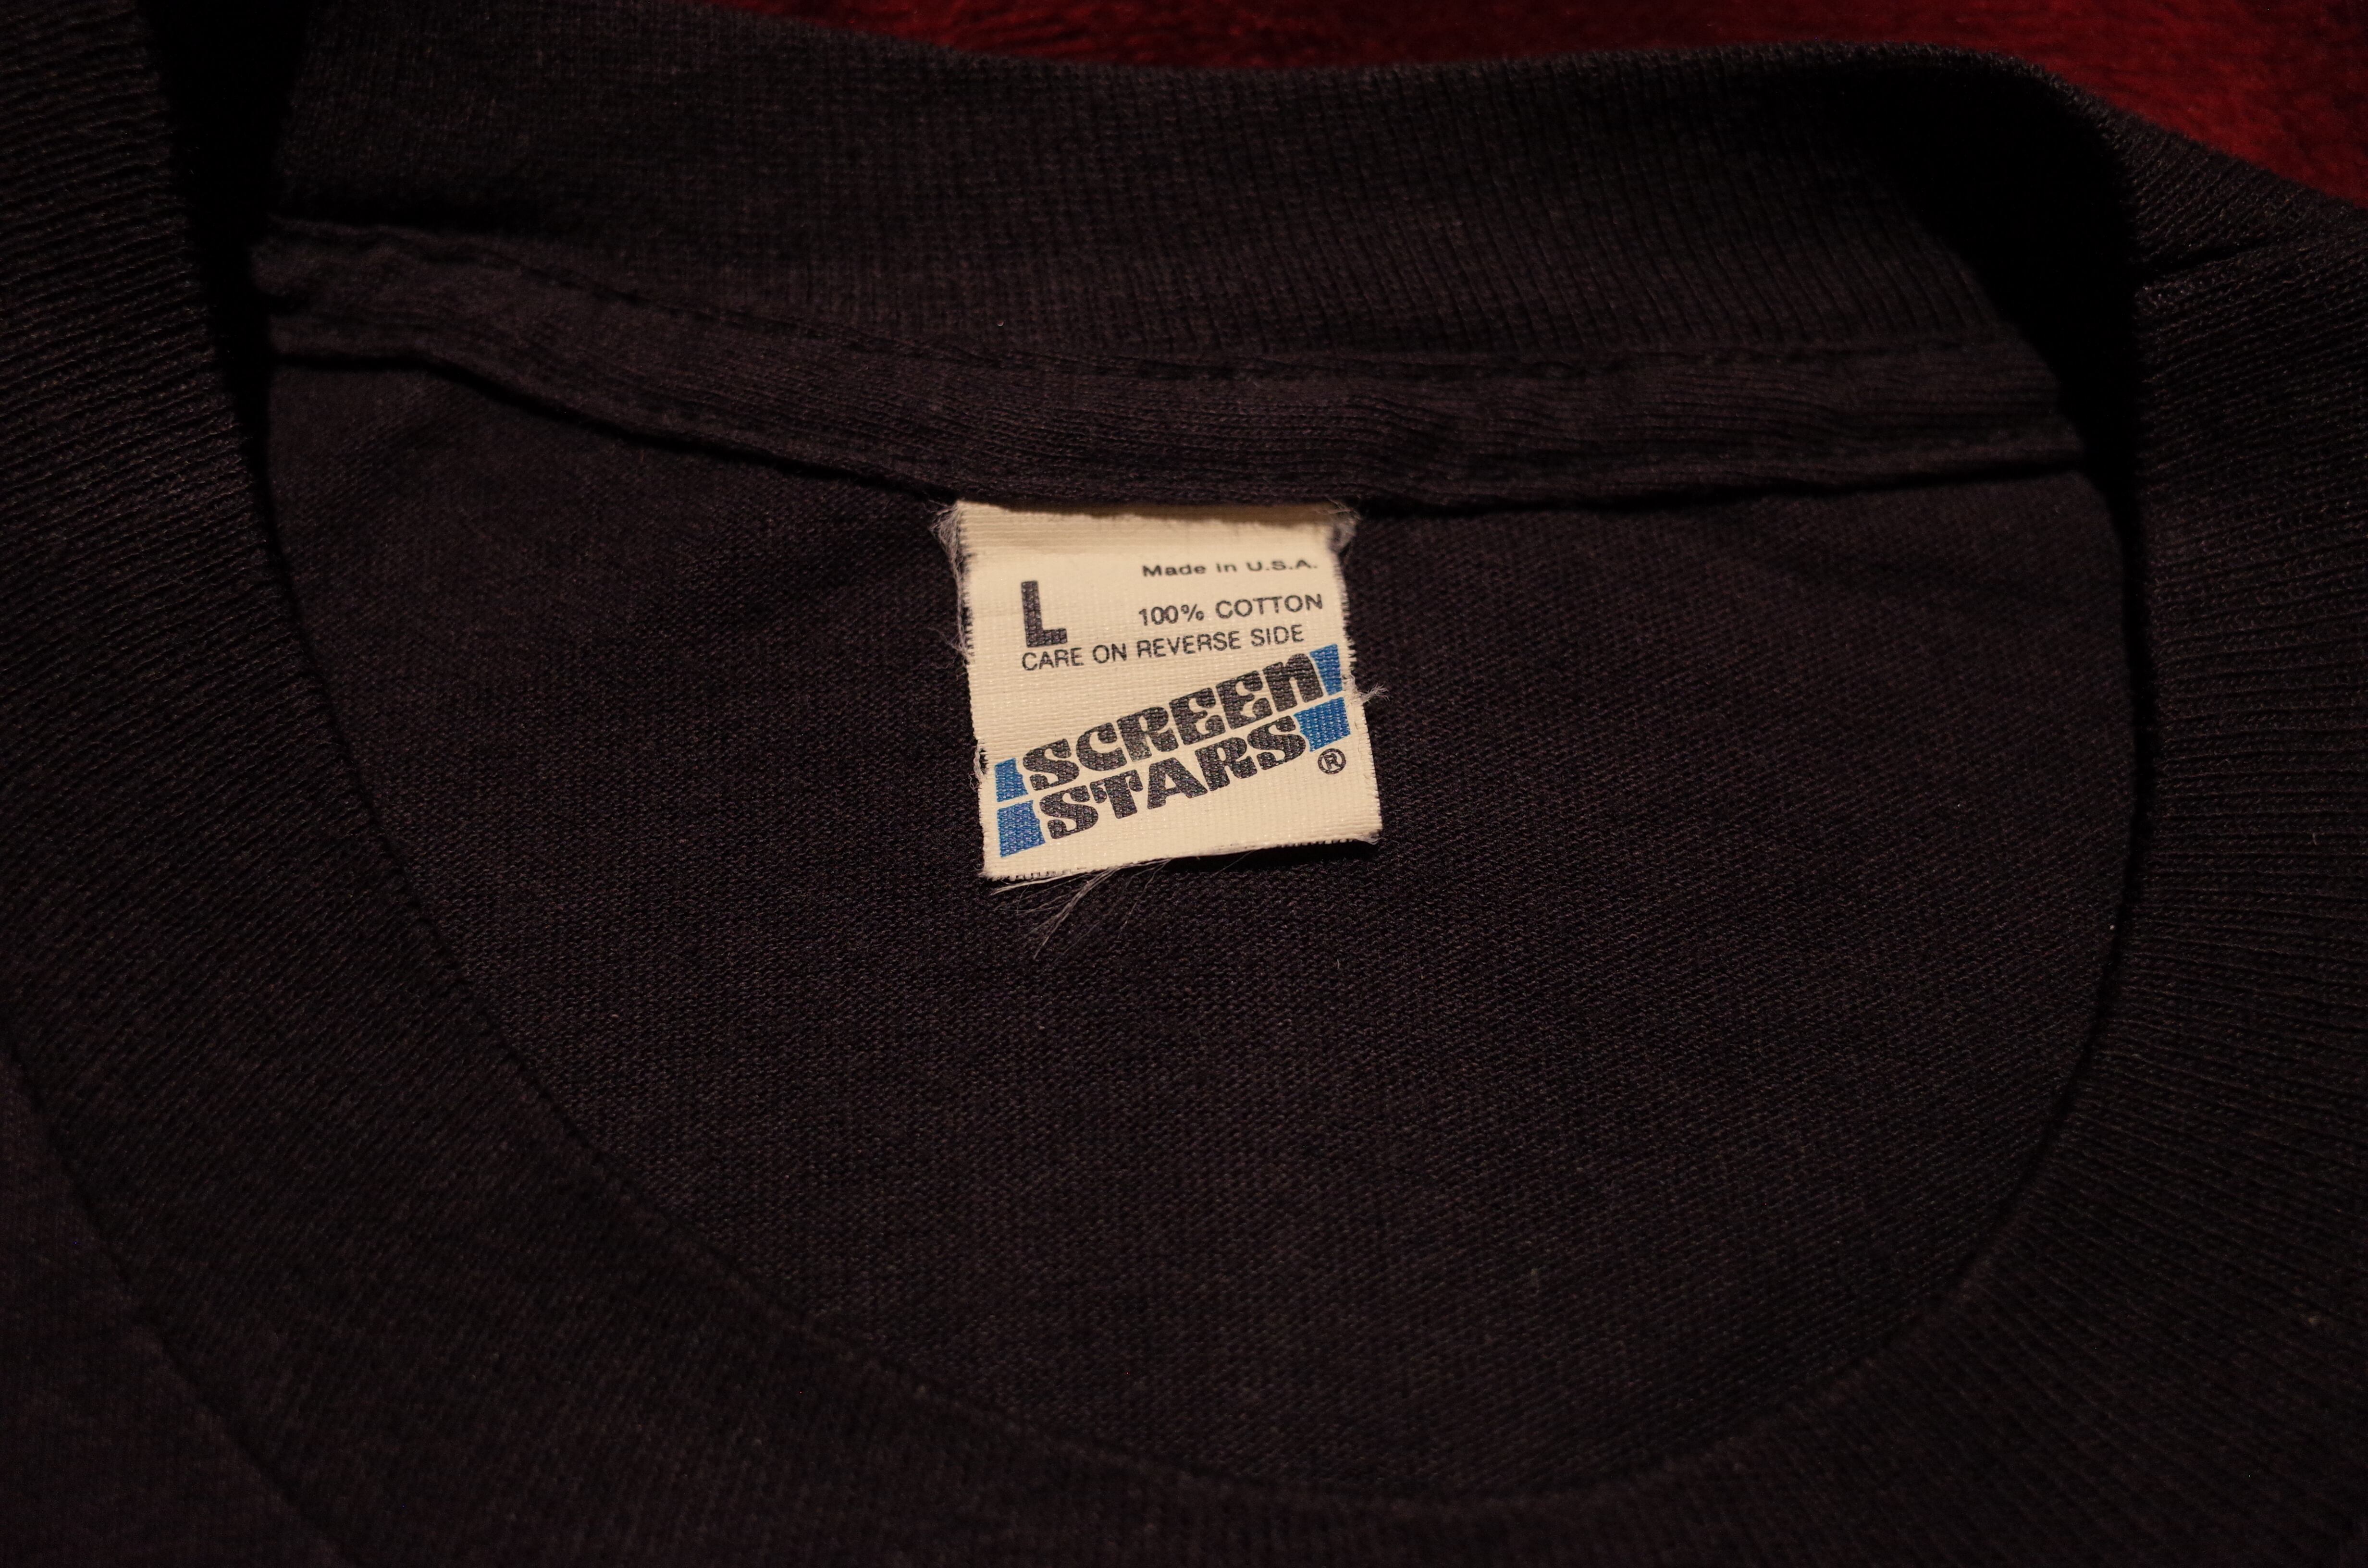 Made in U.S.A.
L 100% COTTON
CARE ON REVERSE SIDE
SCREEN
STARS®